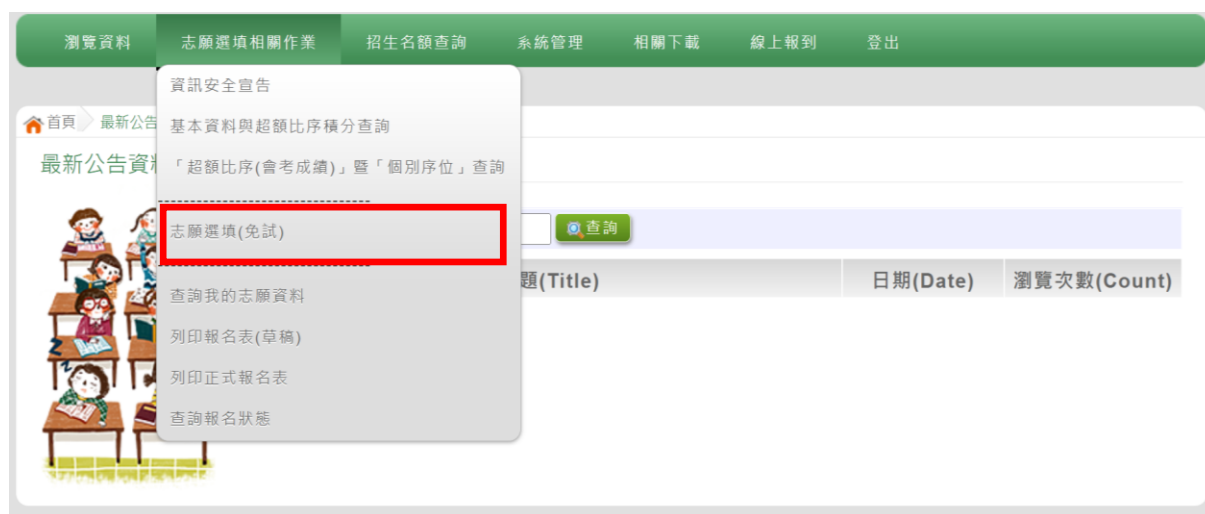 瀏覽資料 志願選填相關作業 招生名額查詢 系統管理 相關下載 線上報到 登出
資訊安全宣告
首頁 最新公告
基本資料與超額比序積分查詢
最新公告資
「超額比序(會考成績)」暨「個別序位」查詢
志願選填(免試)
查詢
題(Title) 日期(Date) 瀏覽次數(Count)
查詢我的志願資料
列印報名表(草稿)
列印正式報名表
查詢報名狀態